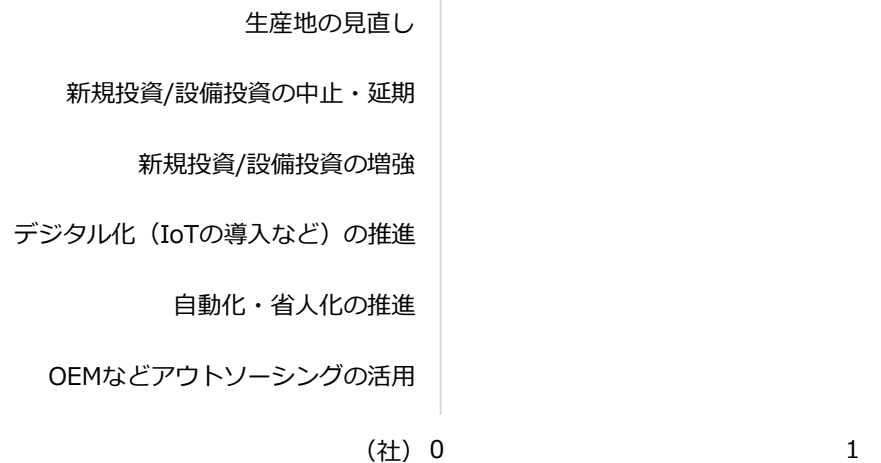 生産地の見直し
新規投資/設備投資の中止・延期
新規投資/設備投資の増強
デジタル化（IoTの導入など）の推進
自動化・省人化の推進
OEMなどアウトソーシングの活用
（社） 0 1